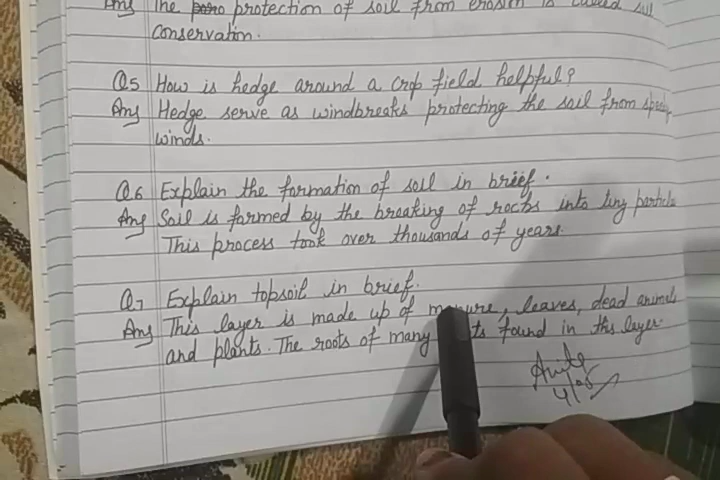 Ans The protection of soil from erosion is called soil
conservation.
Q5 How is hedge around a crop field helpful?
Ans Hedge serve as windbreaks protecting the soil from
winds.
Q.6 Explain the formation of soil in brief.
Ans Soil is formed by the breaking of rocks into tiny particle
This process took over thousands of years.
Q.7 Explain topsoil in brief.
Ans This layer is made up of manure, leaves, dead animals
and plants. The roots of many found in this layer.